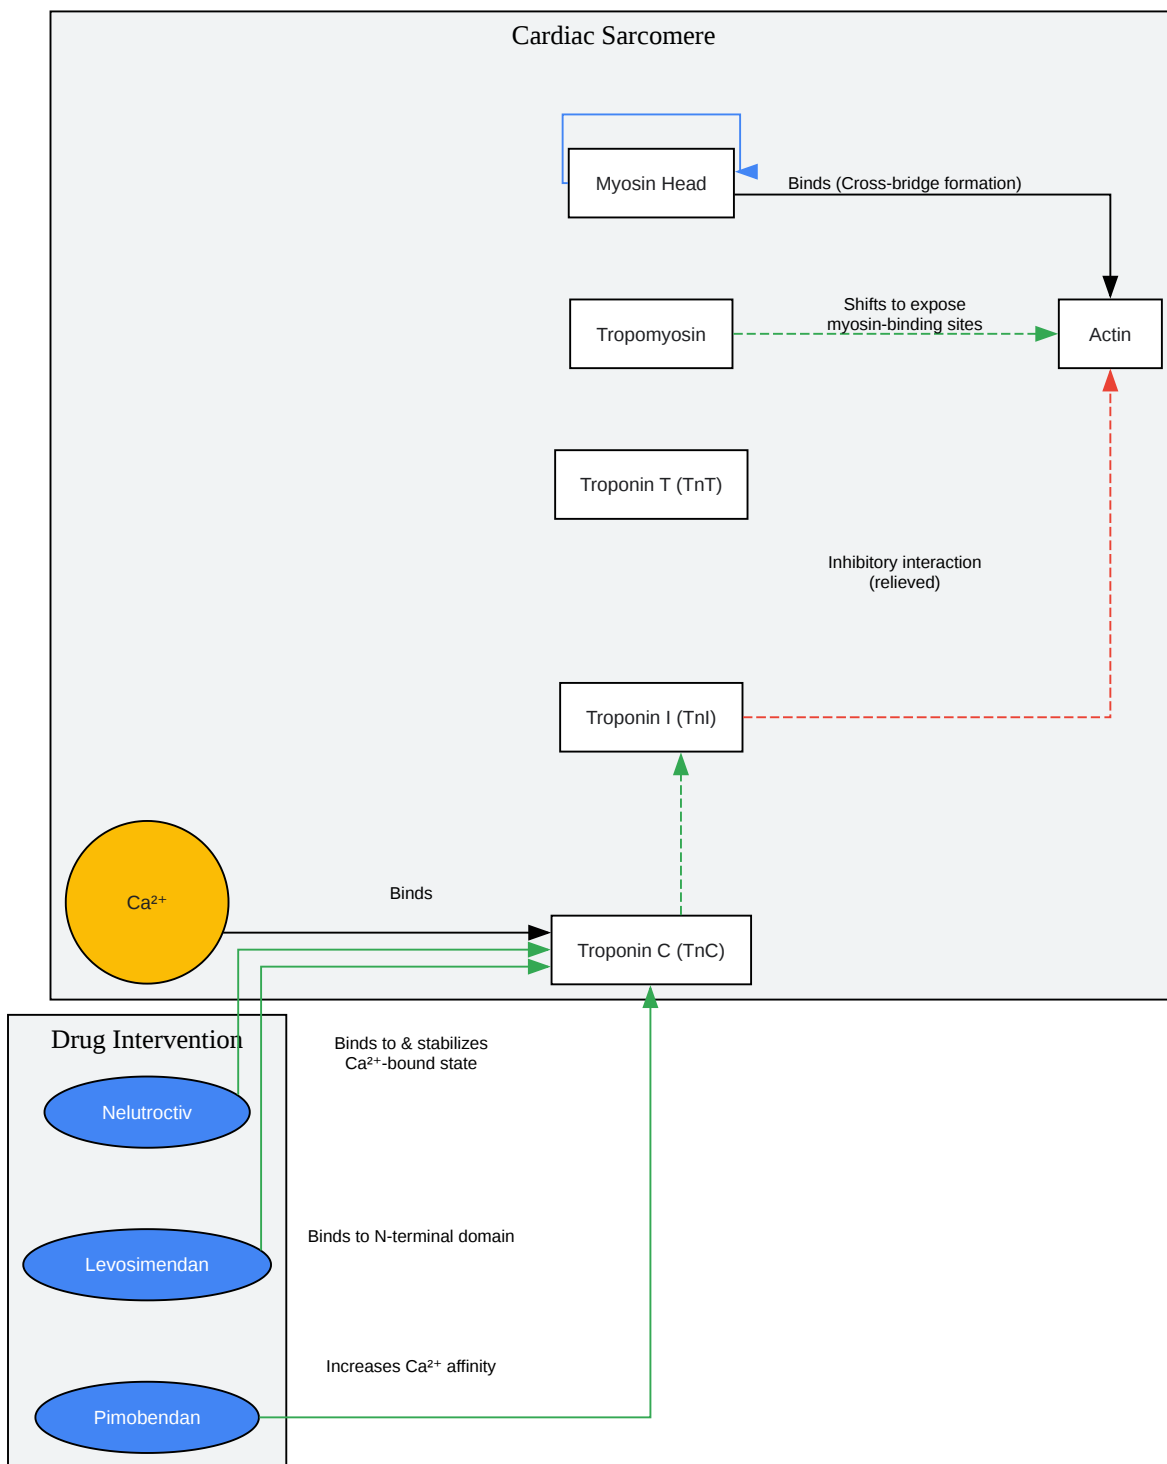 Cardiac Sarcomere
Myosin Head
Binds (Cross-bridge formation)
Tropomyosin
Shifts to expose
myosin-binding sites
Actin
Troponin T (TnT)
Inhibitory interaction
(relieved)
Troponin I (TnI)
Ca²⁺
Binds
Troponin C (TnC)
Drug Intervention
Binds to & stabilizes
Ca²⁺-bound state
Nelutroctiv
Binds to N-terminal domain
Levosimendan
Increases Ca²⁺ affinity
Pimobendan